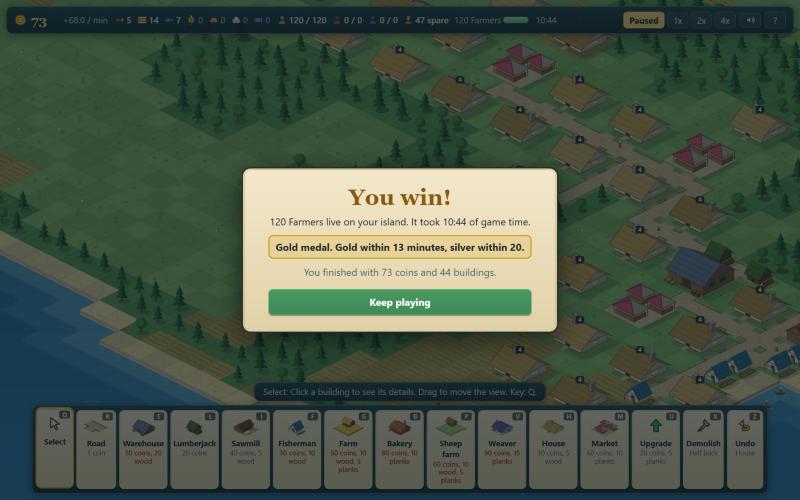 73 +68.0 / min 5 14 7 0 0 0 0 120 / 120 0 / 0 0 / 0 47 spare 120 Farmers 10:44 Paused 1x 2x 4x ?
You win!
120 Farmers live on your island. It took 10:44 of game time.
Gold medal. Gold within 13 minutes, silver within 20.
You finished with 73 coins and 44 buildings.
Keep playing
Select: Click a building to see its details. Drag to move the view. Key: Q.
Q
Select
R
Road
1 coin
E
Warehouse
50 coins, 20 wood
L
Lumberjack
20 coins
I
Sawmill
40 coins, 5 wood
F
Fisherman
30 coins, 10 wood
G
Farm
50 coins, 10 wood, 5 planks
B
Bakery
80 coins, 10 planks
P
Sheep farm
60 coins, 10 wood, 5 planks
V
Weaver
90 coins, 15 planks
H
House
10 coins, 5 wood
M
Market
60 coins, 10 planks
U
Upgrade
20 coins, 5 planks
X
Demolish
Half back
Z
Undo
House